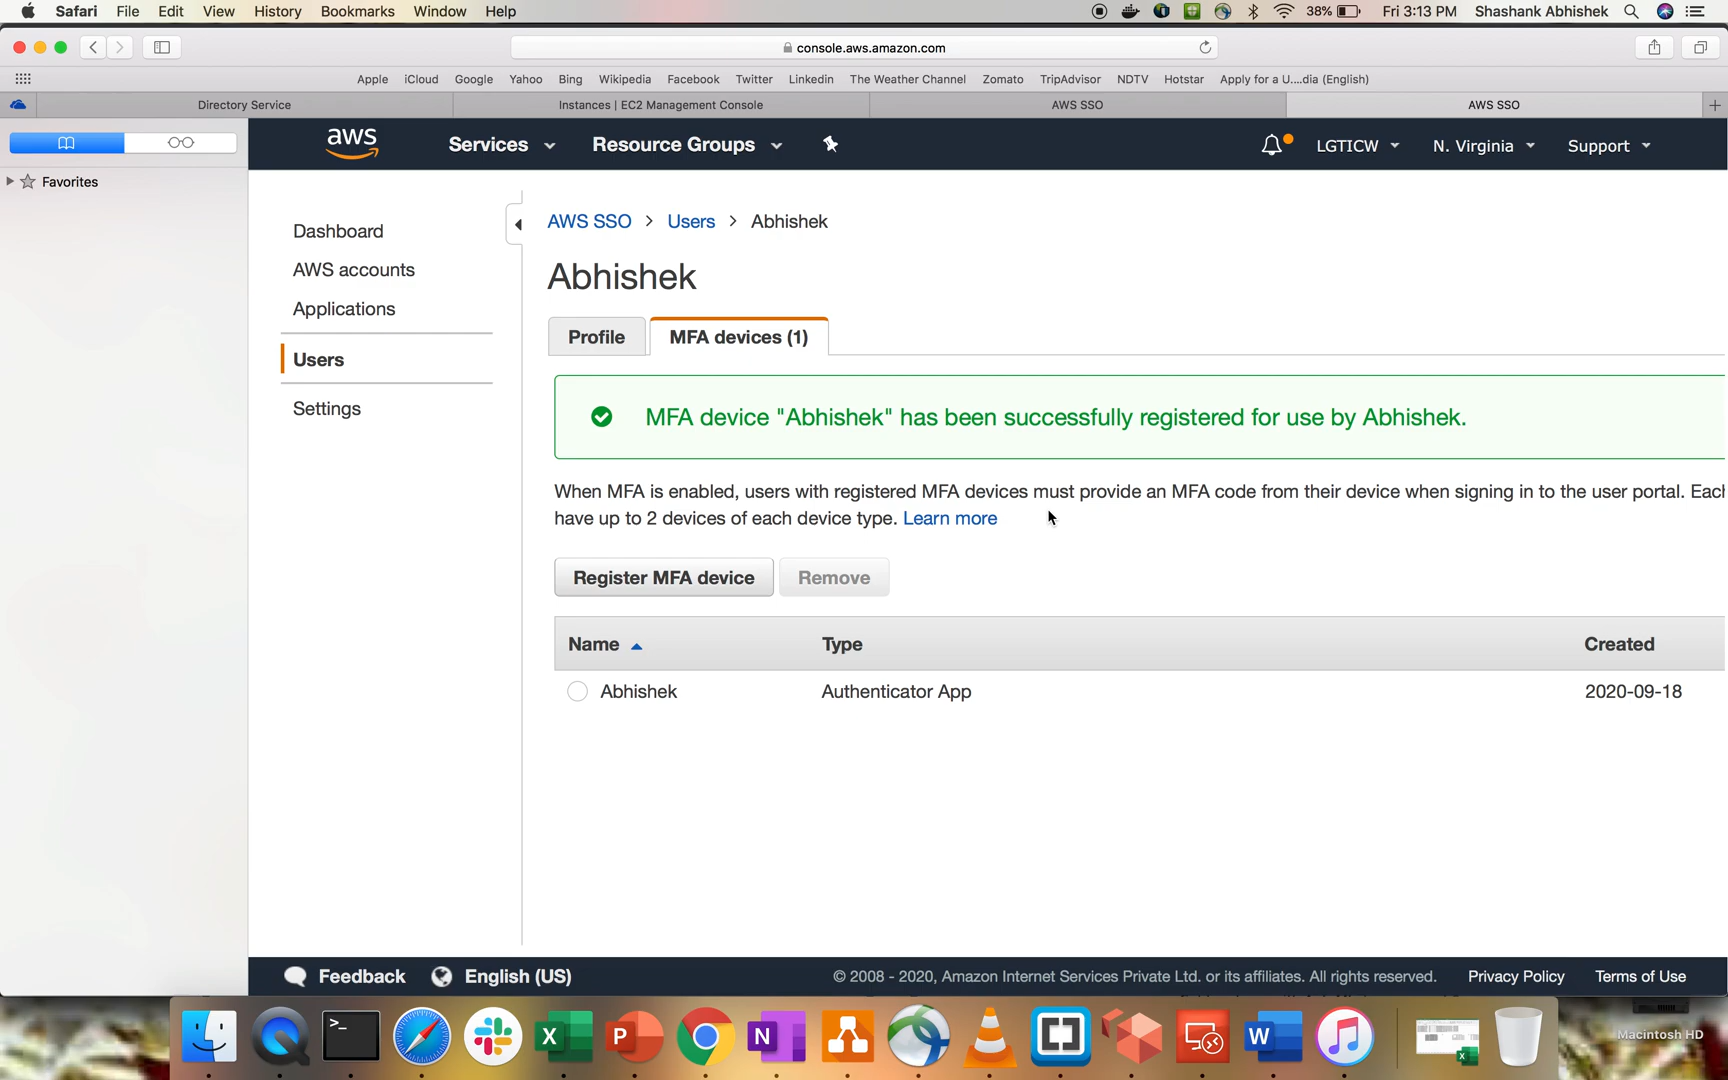 Safari File Edit View History Bookmarks Window Help 38% Fri 3:13 PM Shashank Abhishek
console.aws.amazon.com
Apple iCloud Google Yahoo Bing Wikipedia Facebook Twitter Linkedin The Weather Channel Zomato TripAdvisor NDTV Hotstar Apply for a U....dia (English)
Directory Service Instances | EC2 Management Console AWS SSO AWS SSO
aws Services Resource Groups LGTICW N. Virginia Support
Favorites
Dashboard
AWS accounts
Applications
Users
Settings
AWS SSO > Users > Abhishek
Abhishek
Profile MFA devices (1)
MFA device "Abhishek" has been successfully registered for use by Abhishek.
When MFA is enabled, users with registered MFA devices must provide an MFA code from their device when signing in to the user portal. Each
have up to 2 devices of each device type. Learn more
Register MFA device Remove
Name Type Created
Abhishek Authenticator App 2020-09-18
Feedback English (US) © 2008 - 2020, Amazon Internet Services Private Ltd. or its affiliates. All rights reserved. Privacy Policy Terms of Use
Macintosh HD